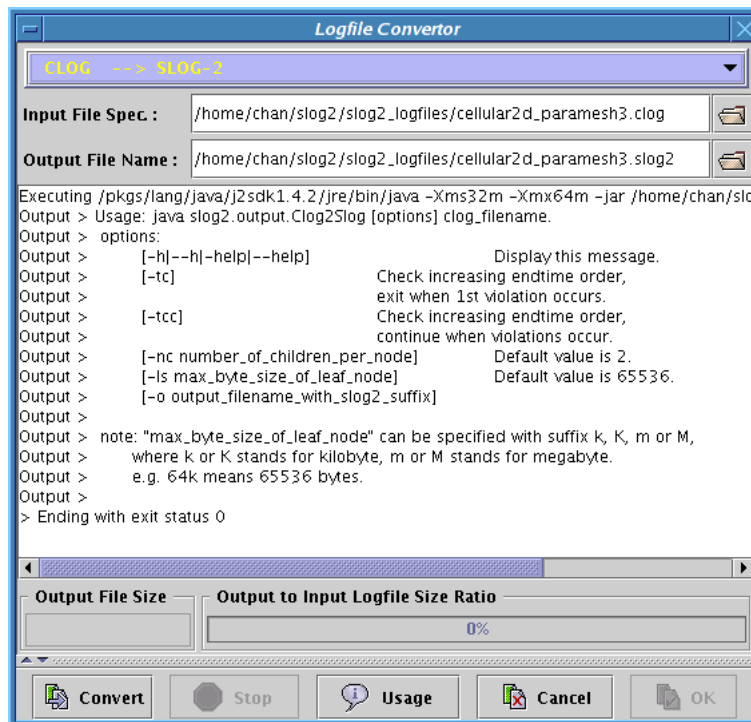 Logfile Convertor
CLOG --> SLOG-2
Input File Spec. : /home/chan/slog2/slog2_logfiles/cellular2d_paramesh3.clog
Output File Name : /home/chan/slog2/slog2_logfiles/cellular2d_paramesh3.slog2
Executing /pkgs/lang/java/j2sdk1.4.2/jre/bin/java -Xms32m -Xmx64m -jar /home/chan/slo
Output > Usage: java slog2.output.Clog2Slog [options] clog_filename.
Output > options:
Output > [-h|--h|-help|--help] Display this message.
Output > [-tc] Check increasing endtime order,
Output > exit when 1st violation occurs.
Output > [-tcc] Check increasing endtime order,
Output > continue when violations occur.
Output > [-nc number_of_children_per_node] Default value is 2.
Output > [-ls max_byte_size_of_leaf_node] Default value is 65536.
Output > [-o output_filename_with_slog2_suffix]
Output >
Output > note: "max_byte_size_of_leaf_node" can be specified with suffix k, K, m or M,
Output > where k or K stands for kilobyte, m or M stands for megabyte.
Output > e.g. 64k means 65536 bytes.
Output >
> Ending with exit status 0
Output File Size Output to Input Logfile Size Ratio
0%
Convert Stop Usage Cancel OK